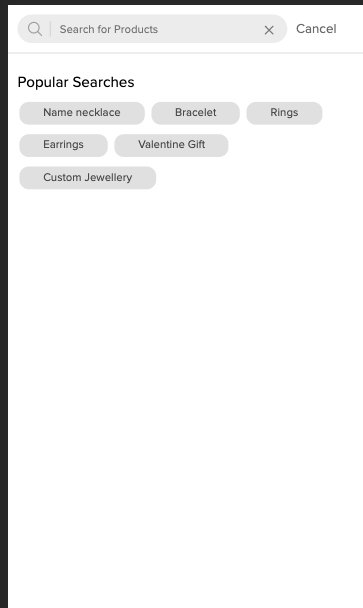 Search for Products
Cancel
Popular Searches
Name necklace
Bracelet
Rings
Earrings
Valentine Gift
Custom Jewellery